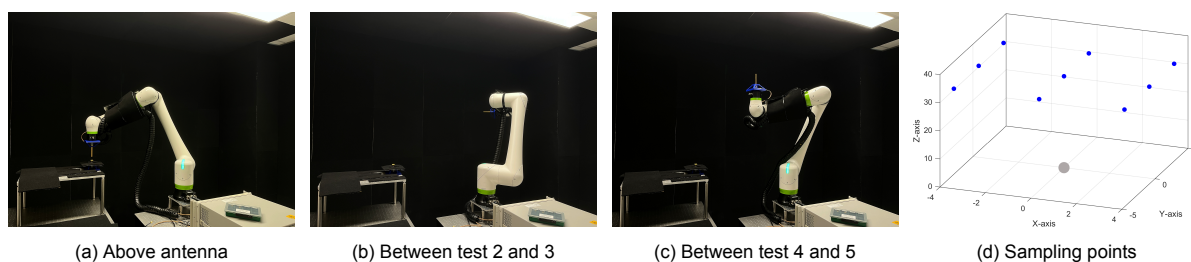 40
30
20
10
0
Z-axis
-4
-2
0
2
4
X-axis
-5
0
Y-axis
(a) Above antenna
(b) Between test 2 and 3
(c) Between test 4 and 5
(d) Sampling points